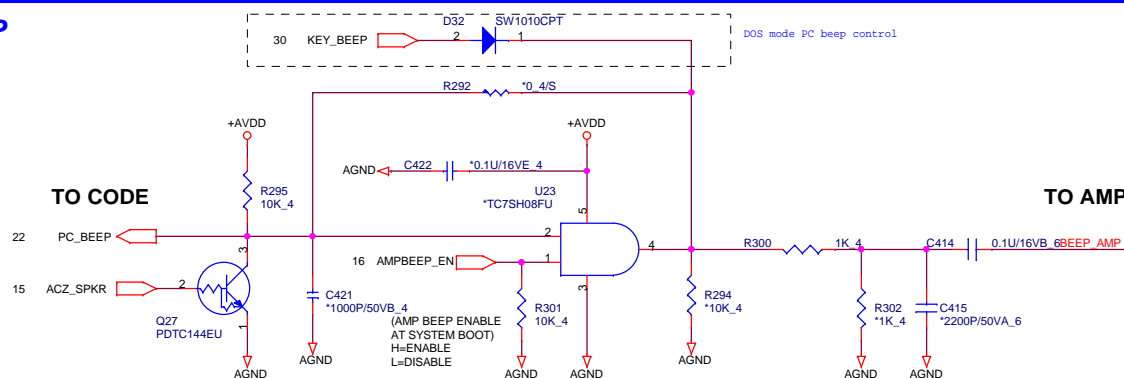 P
D32 SW1010CPT
30 KEY_BEEP 2 1
DOS mode PC beep control
R292 *0_4/S
+AVDD +AVDD
AGND C422 *0.1U/16VE_4
R295
10K_4
U23
*TC7SH08FU
5
TO CODE
TO AMP
22 PC_BEEP
3
2
4
R300 1K_4 C414 0.1U/16VB_6 BEEP_AMP
16 AMPBEEP_EN 1
15 ACZ_SPKR 2
3
C421
*1000P/50VB_4
R301
10K_4
R294
*10K_4
R302
*1K_4
C415
*2200P/50VA_6
Q27
PDTC144EU
1
(AMP BEEP ENABLE
AT SYSTEM BOOT)
H=ENABLE
L=DISABLE
AGND AGND AGND AGND AGND AGND AGND